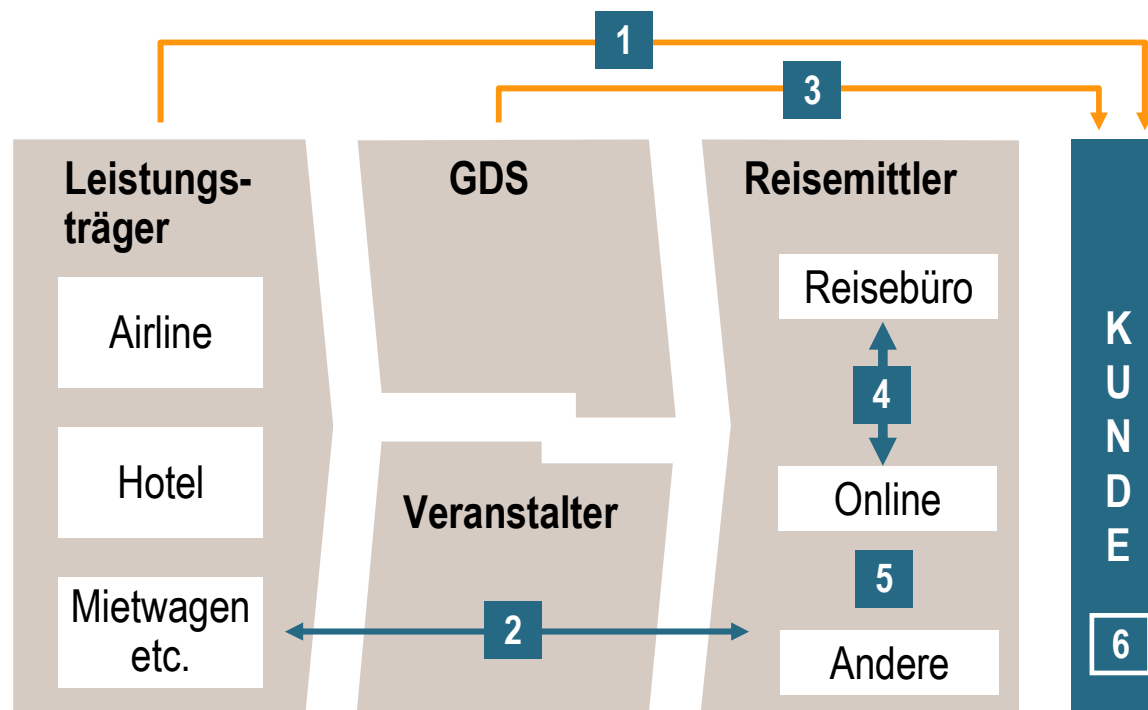 1
3
Leistungs-
träger
Airline
Hotel
Mietwagen
etc.
GDS
Veranstalter
2
Reisemittler
Reisebüro
4
Online
5
Andere
K
U
N
D
E
6